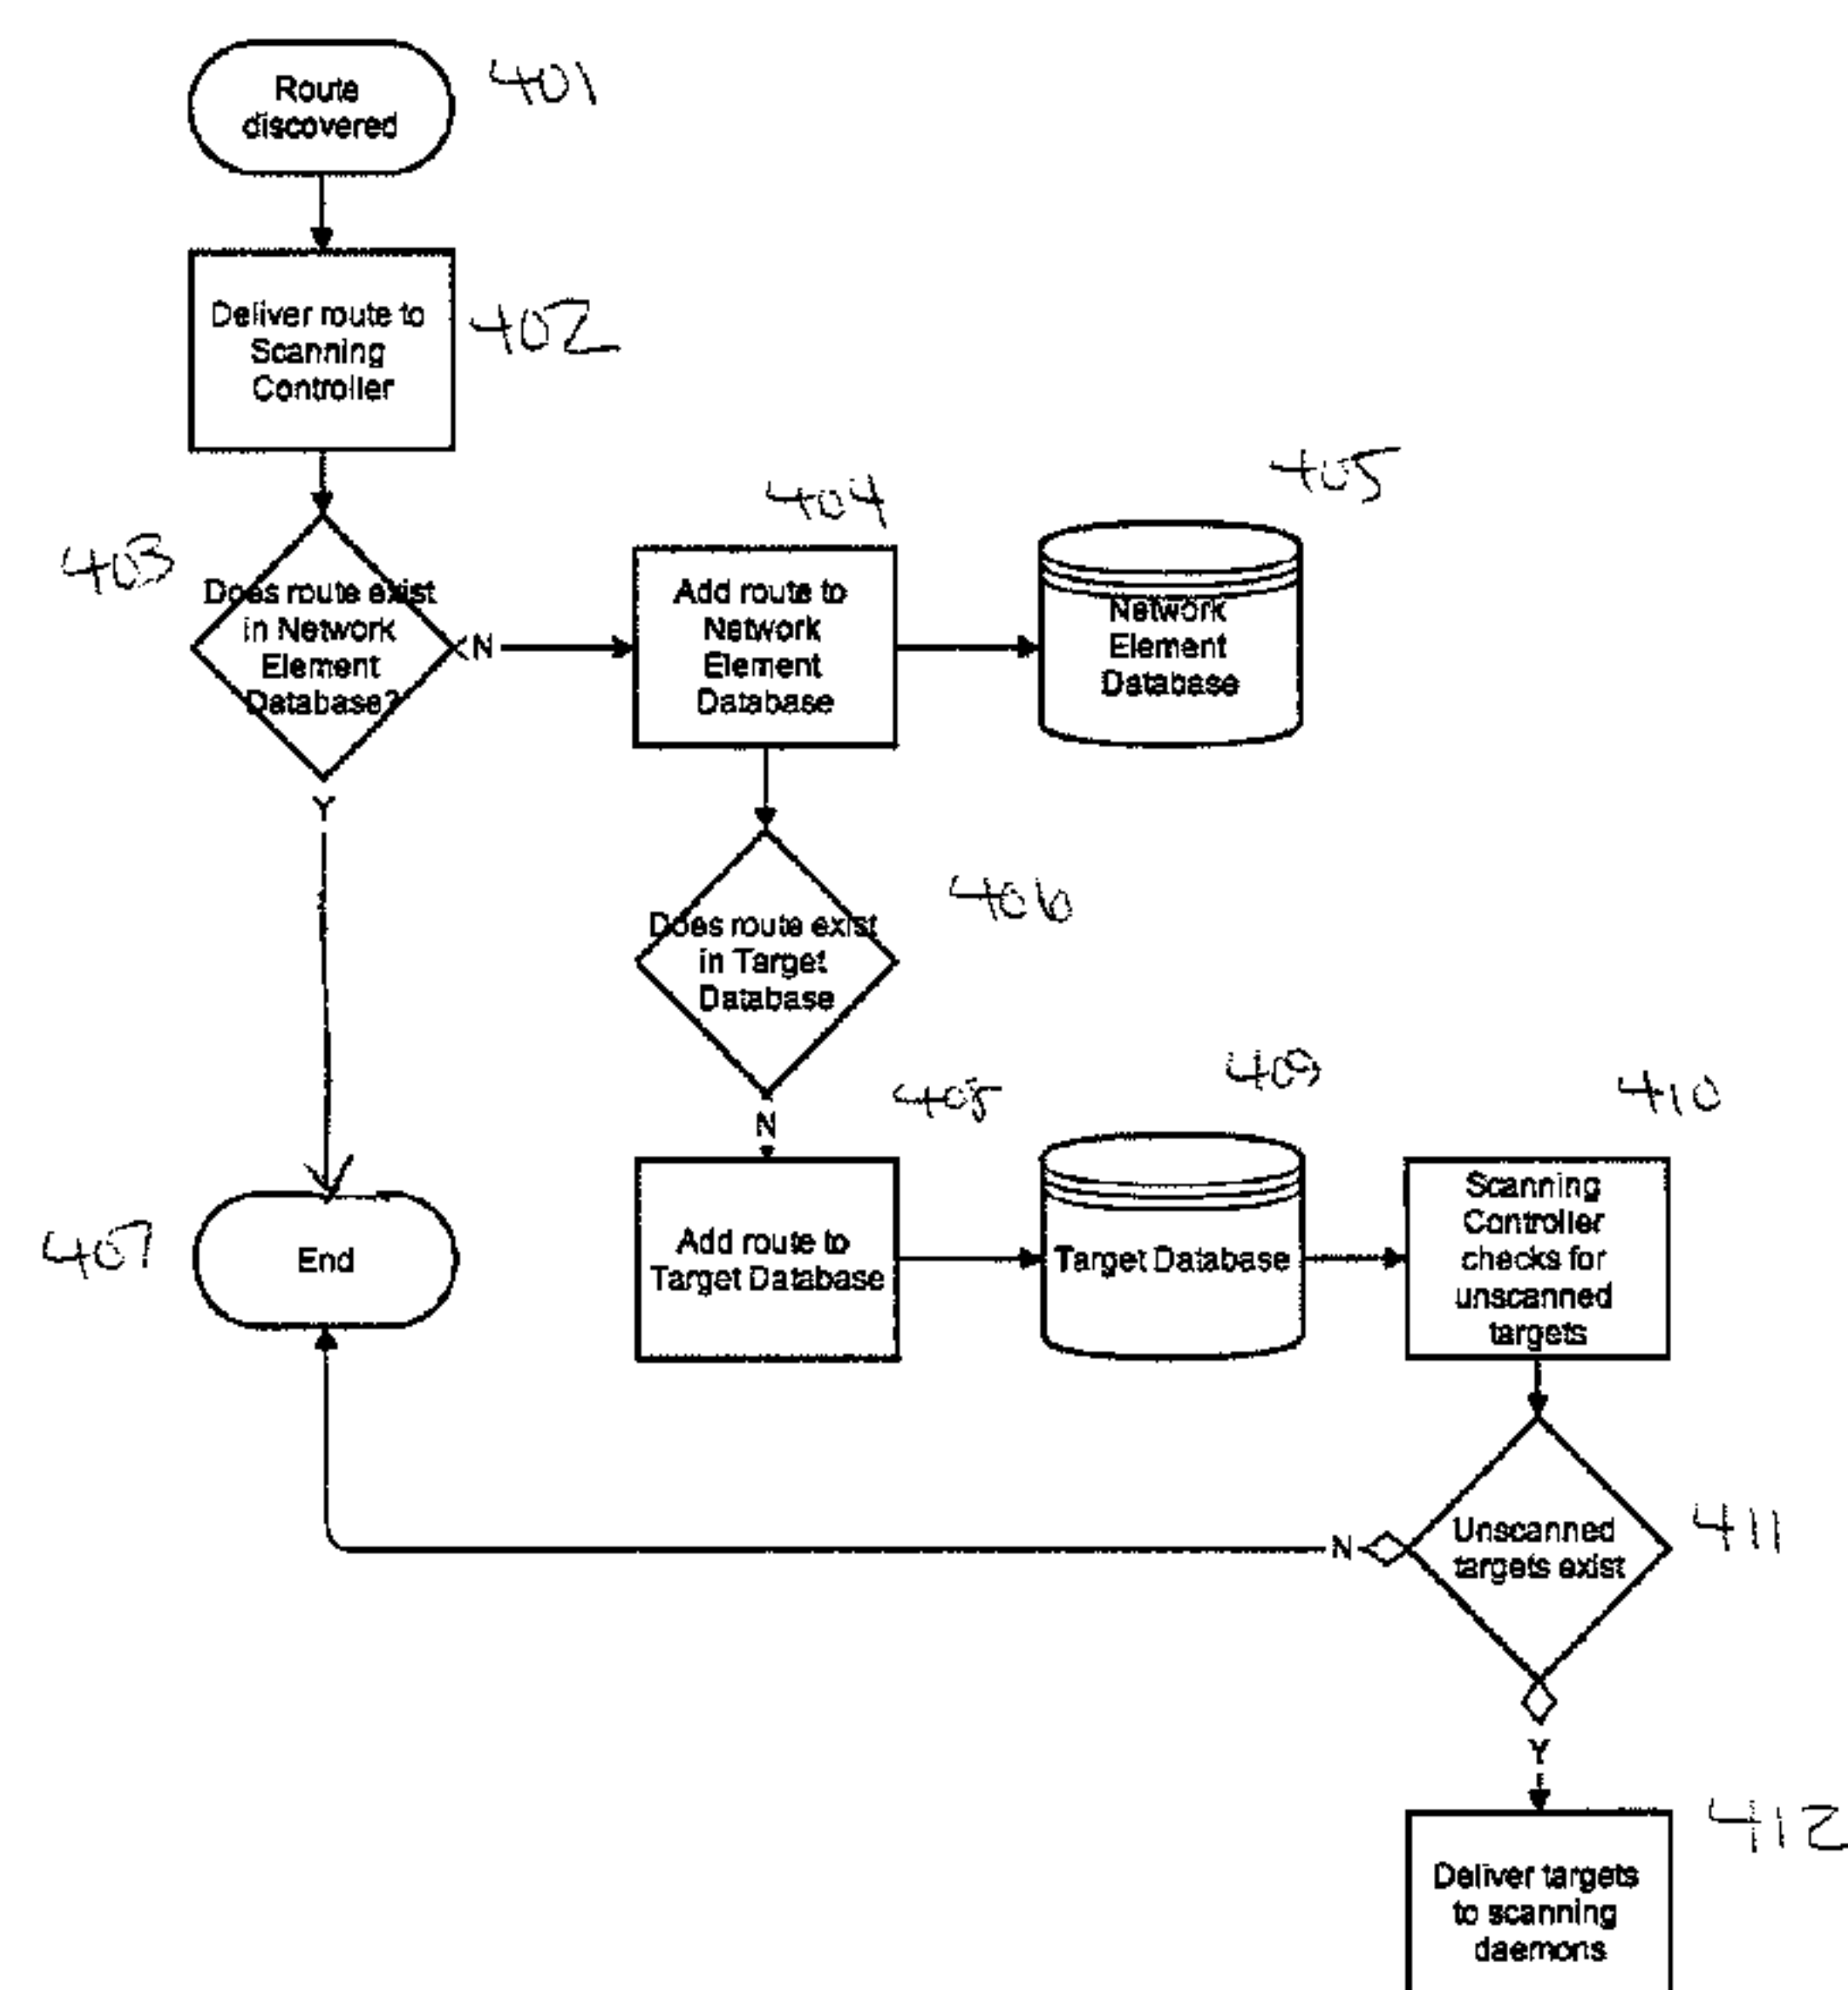 Route
discovered
401
Deliver route to
Scanning
Controller
402
403
Does route exist
in Network
Element
Database?
N
Y
404
Add route to
Network
Element
Database
405
Network
Element
Database
406
Does route exist
in Target
Database
N
407
End
408
Add route to
Target Database
409
Target Database
410
Scanning
Controller
checks for
unscanned
targets
411
Unscanned
targets exist
N
Y
412
Deliver targets
to scanning
daemons